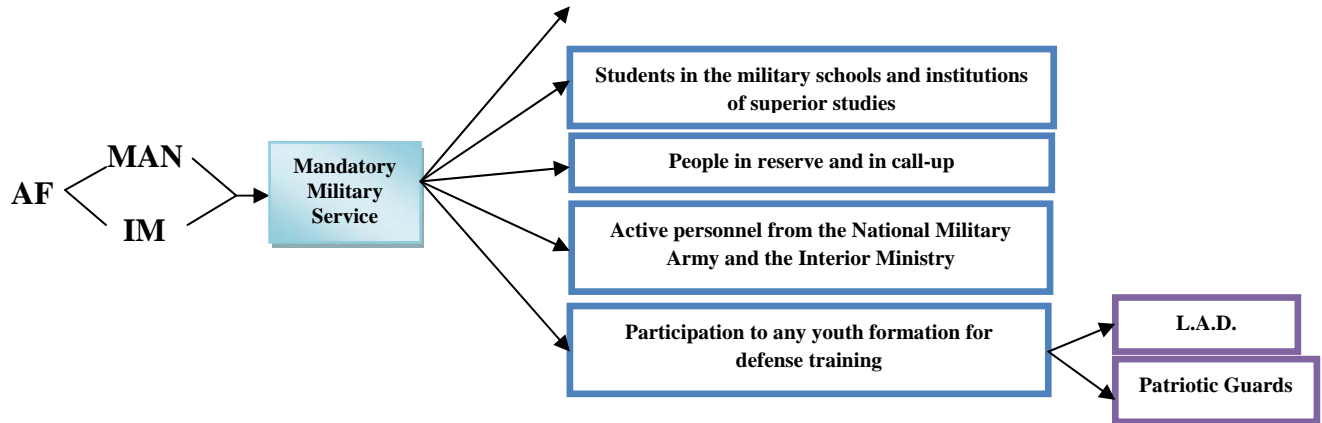 AF
MAN
IM
Mandatory
Military
Service
Students in the military schools and institutions
of superior studies
People in reserve and in call-up
Active personnel from the National Military
Army and the Interior Ministry
Participation to any youth formation for
defense training
L.A.D.
Patriotic Guards